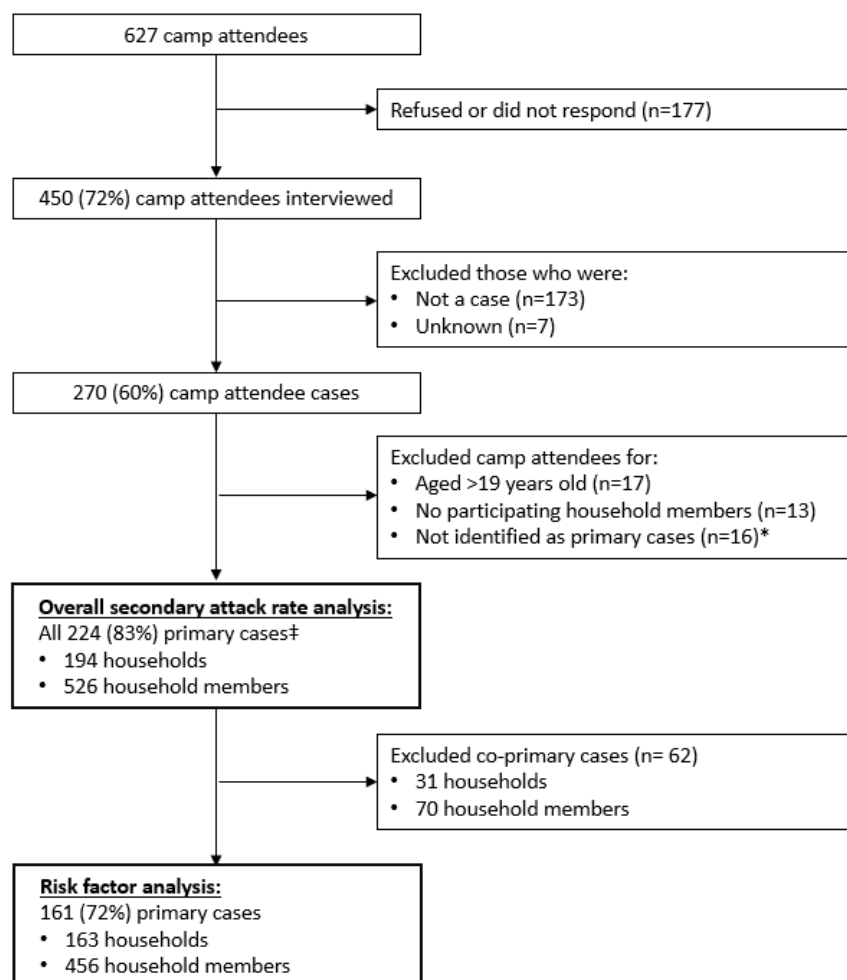 627 camp attendees
Refused or did not respond (n=177)
450 (72%) camp attendees interviewed
Excluded those who were:
• Not a case (n=173)
• Unknown (n=7)
270 (60%) camp attendee cases
Excluded camp attendees for:
• Aged >19 years old (n=17)
• No participating household members (n=13)
• Not identified as primary cases (n=16)*
Overall secondary attack rate analysis:
All 224 (83%) primary cases‡
• 194 households
• 526 household members
Excluded co-primary cases (n= 62)
• 31 households
• 70 household members
Risk factor analysis:
161 (72%) primary cases
• 163 households
• 456 household members